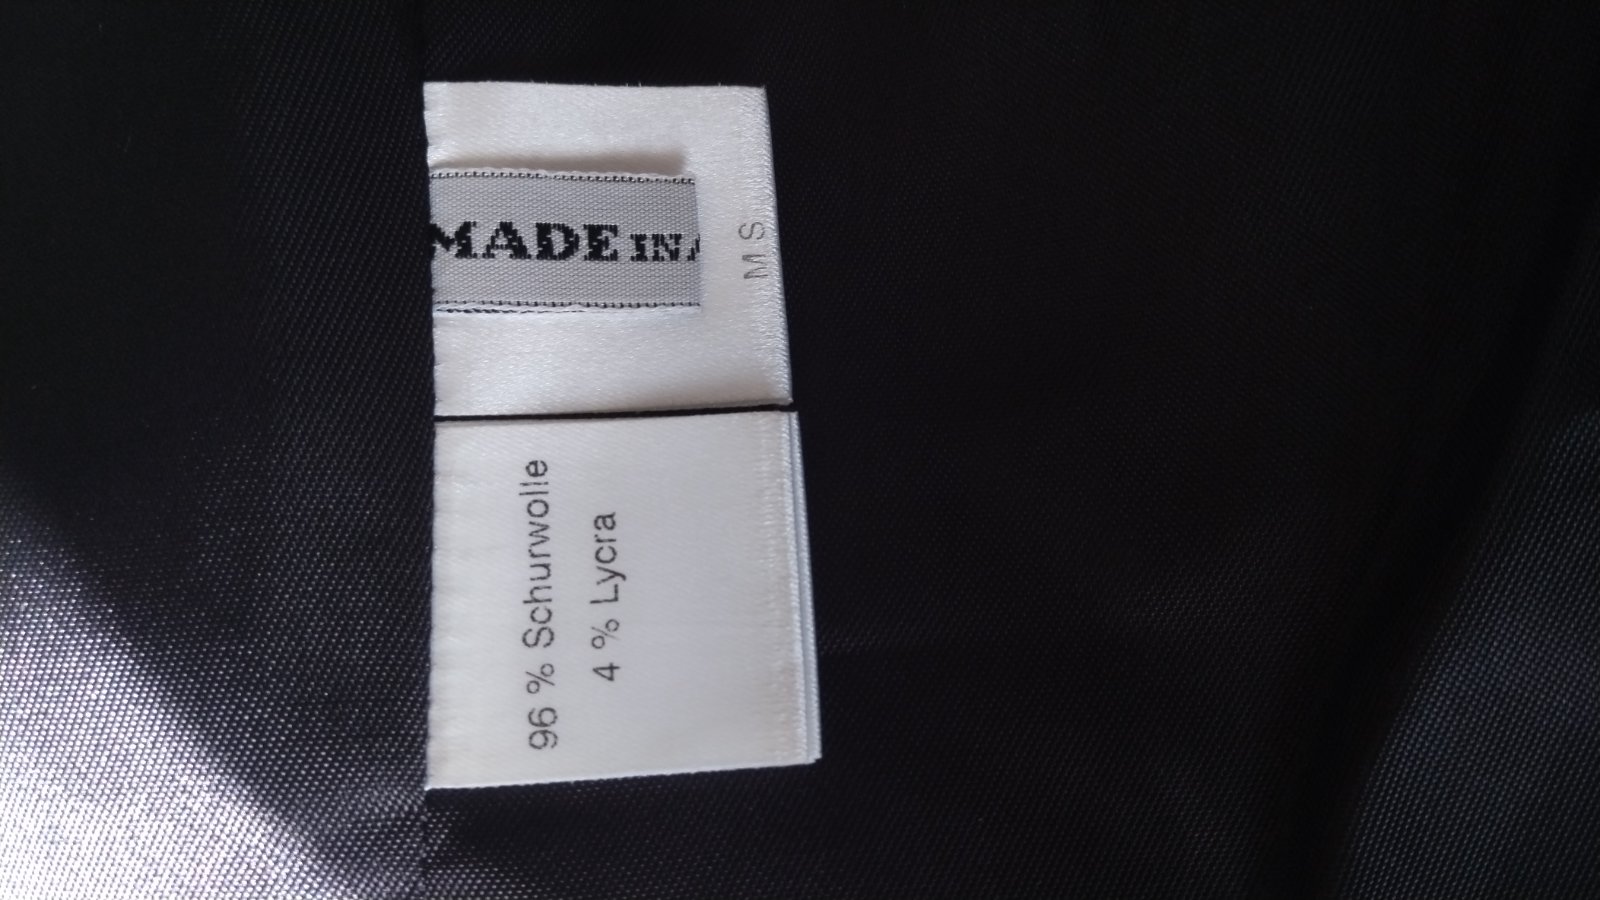 MADE IN
M S
96 % Schurwolle
4 % Lycra